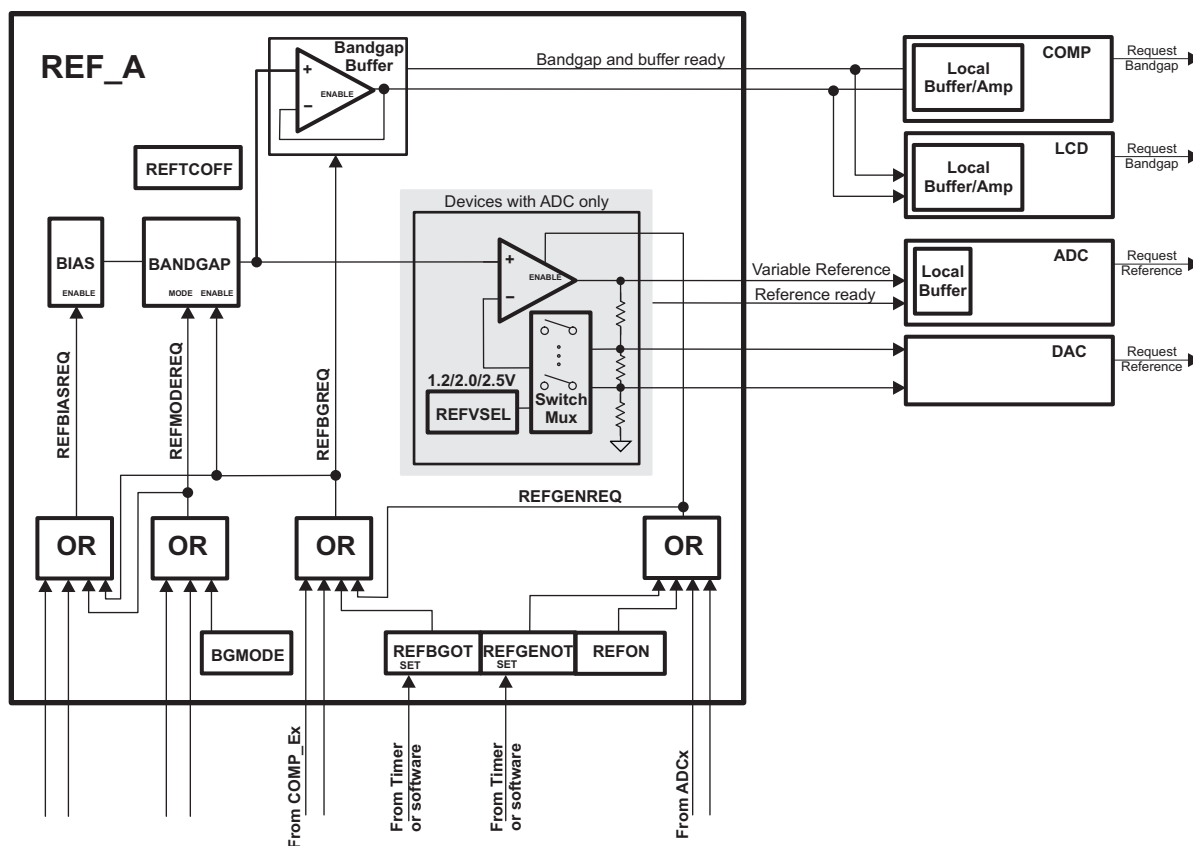 REF_A
Bandgap
Buffer
+
ENABLE
−
Bandgap and buffer ready
COMP
Local
Buffer/Amp
Request
Bandgap
LCD
Local
Buffer/Amp
Request
Bandgap
REFTCOFF
Devices with ADC only
BIAS
ENABLE
BANDGAP
MODE ENABLE
+
ENABLE
−
Variable Reference
Reference ready
ADC
Local
Buffer
Request
Reference
DAC
Request
Reference
1.2/2.0/2.5V
REFVSEL
Switch
Mux
REFBIASREQ
REFMODEREQ
REFBGREQ
REFGENREQ
OR
OR
OR
OR
BGMODE
REFBGOT
SET
REFGENOT
SET
REFON
From COMP_Ex
From Timer
or software
From Timer
or software
From ADCx